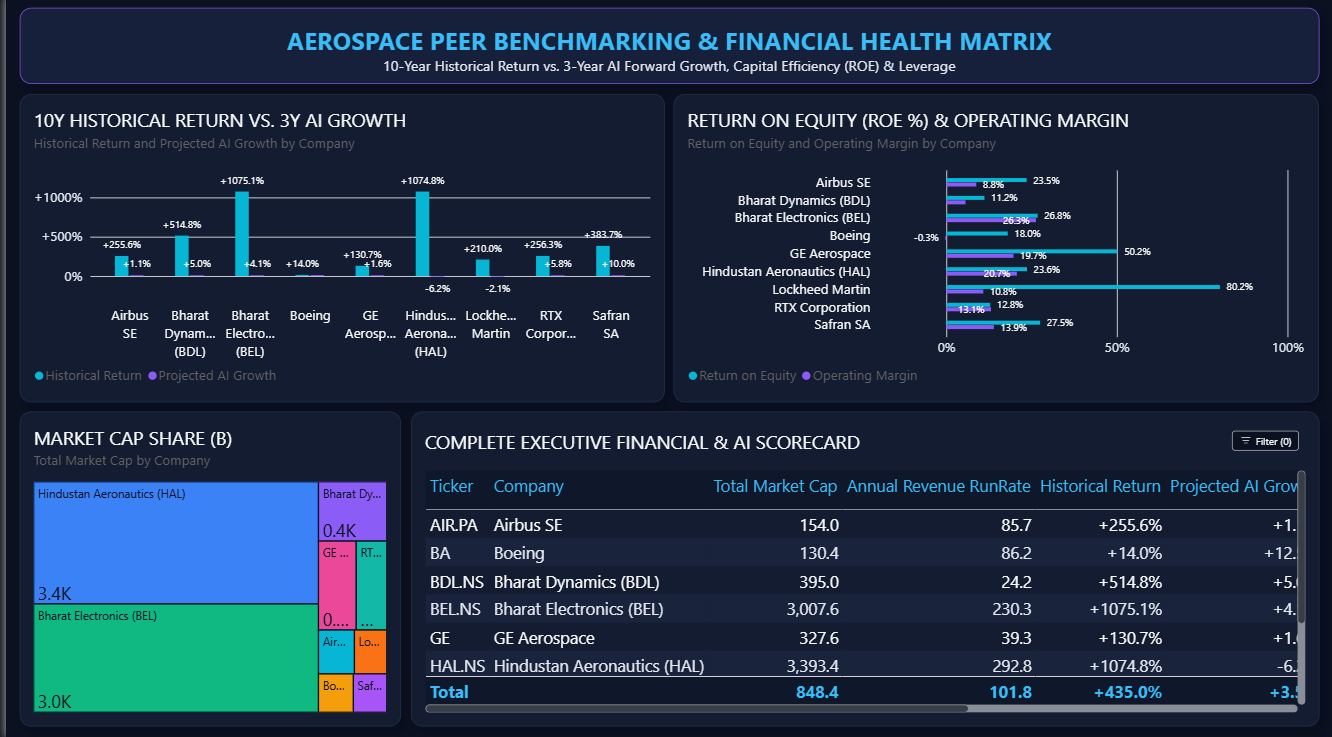 AEROSPACE PEER BENCHMARKING & FINANCIAL HEALTH MATRIX
10-Year Historical Return vs. 3-Year AI Forward Growth, Capital Efficiency (ROE) & Leverage
10Y HISTORICAL RETURN VS. 3Y AI GROWTH
Historical Return and Projected AI Growth by Company
+1000%
+500%
0%
+255.6%
+1.1%
+514.8%
+5.0%
+1075.1%
+4.1%
+14.0%
+130.7%
+1.6%
+1074.8%
-6.2%
+210.0%
-2.1%
+256.3%
+5.8%
+383.7%
+10.0%
Airbus SE
Bharat Dynam... (BDL)
Bharat Electro... (BEL)
Boeing
GE Aerosp...
Hindus... Aerona... (HAL)
Lockhe... Martin
RTX Corpor...
Safran SA
Historical Return
Projected AI Growth
RETURN ON EQUITY (ROE %) & OPERATING MARGIN
Return on Equity and Operating Margin by Company
Airbus SE 23.5% 8.8%
Bharat Dynamics (BDL) 11.2%
Bharat Electronics (BEL) 26.8% 26.3%
Boeing -0.3% 18.0%
GE Aerospace 50.2% 19.7%
Hindustan Aeronautics (HAL) 23.6% 20.7%
Lockheed Martin 80.2% 10.8%
RTX Corporation 12.8% 13.1%
Safran SA 27.5% 13.9%
0% 50% 100%
Return on Equity
Operating Margin
MARKET CAP SHARE (B)
Total Market Cap by Company
Hindustan Aeronautics (HAL)
3.4K
Bharat Electronics (BEL)
3.0K
Bharat Dy...
0.4K
GE ...
0....
RT...
...
Air...
Lo...
Bo...
Saf...
COMPLETE EXECUTIVE FINANCIAL & AI SCORECARD
Filter (0)
Ticker Company Total Market Cap Annual Revenue RunRate Historical Return Projected AI Grow
AIR.PA Airbus SE 154.0 85.7 +255.6% +1.
BA Boeing 130.4 86.2 +14.0% +12.
BDL.NS Bharat Dynamics (BDL) 395.0 24.2 +514.8% +5.
BEL.NS Bharat Electronics (BEL) 3,007.6 230.3 +1075.1% +4.
GE GE Aerospace 327.6 39.3 +130.7% +1.
HAL.NS Hindustan Aeronautics (HAL) 3,393.4 292.8 +1074.8% -6.
Total 848.4 101.8 +435.0% +3.